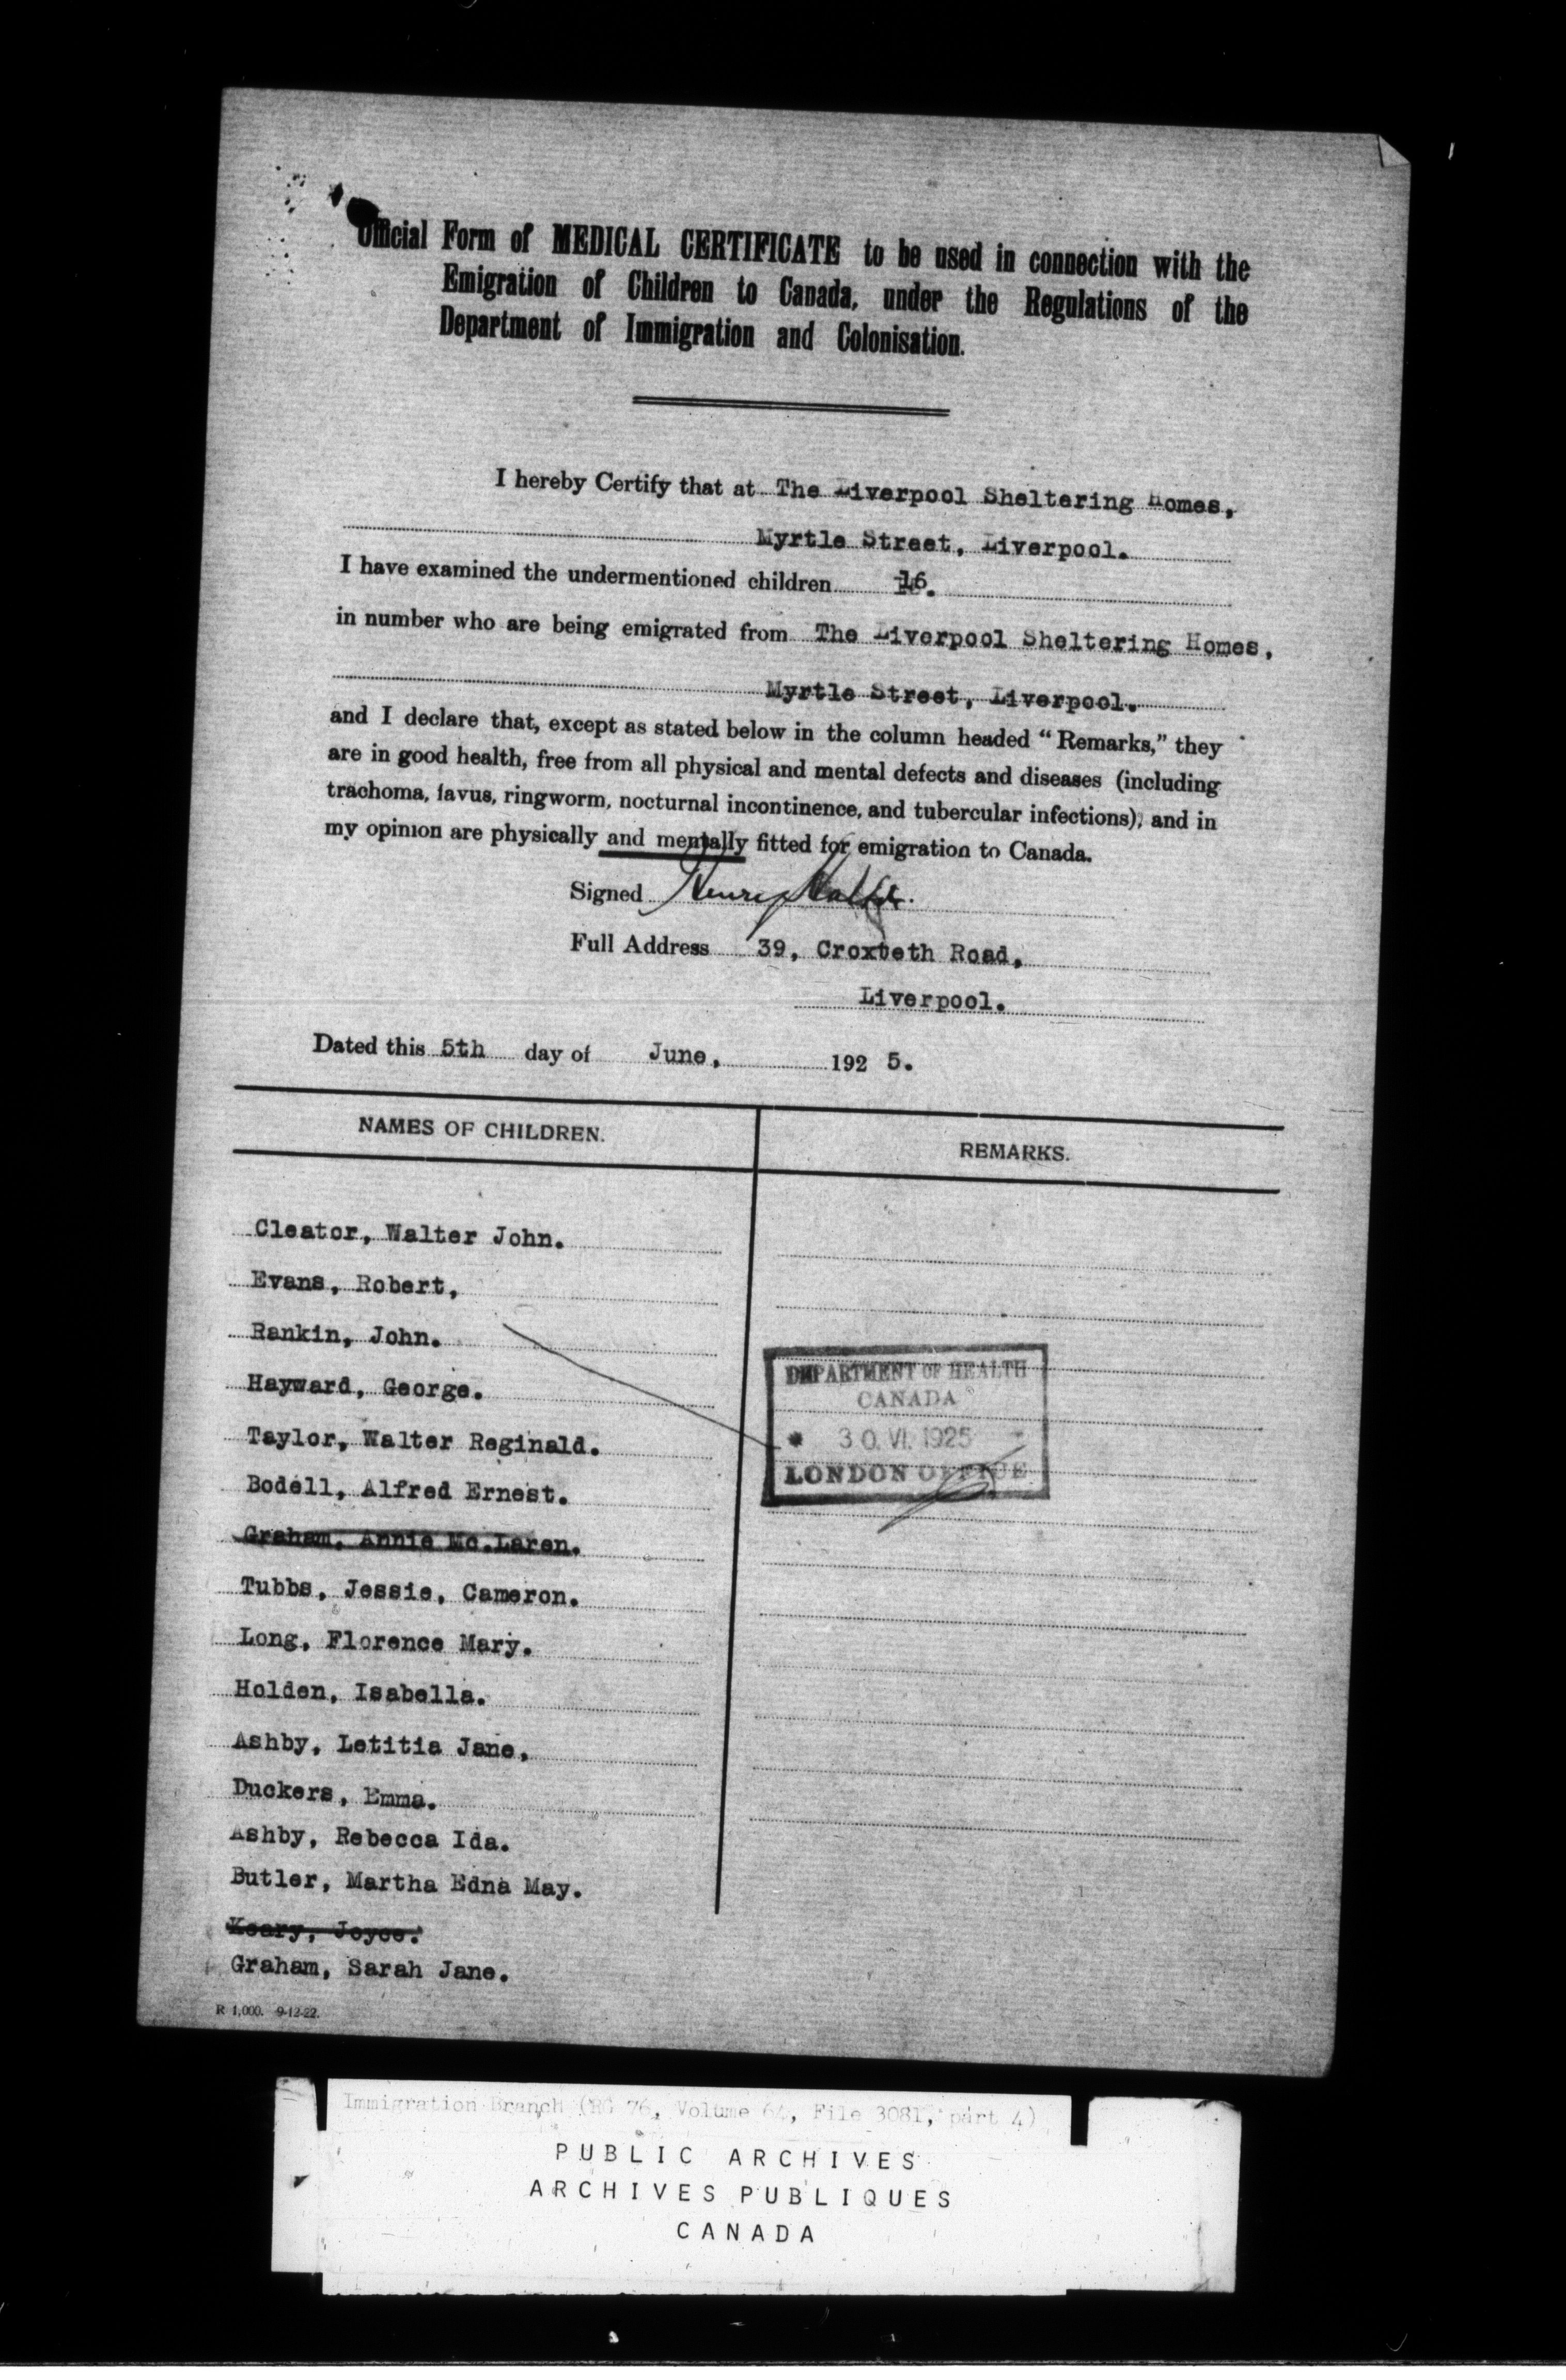 Official Form of MEDICAL CERTIFICATE to be used in connection with the
Emigration of Children to Canada, under the Regulations of the
Department of Immigration and Colonisation.
I hereby Certify that at The Liverpool Sheltering Homes,
Myrtle Street, Liverpool.
I have examined the undermentioned children 16.
in number who are being emigrated from The Liverpool Sheltering Homes,
Myrtle Street, Liverpool.
and I declare that, except as stated below in the column headed “Remarks,” they
are in good health, free from all physical and mental defects and diseases (including
trachoma, favus, ringworm, nocturnal incontinence, and tubercular infections); and in
my opinion are physically and mentally fitted for emigration to Canada.
Signed Henry
Full Address 39, Croxteth Road,
Liverpool.
Dated this 5th day of June, 192 5.
NAMES OF CHILDREN.
REMARKS.
Cleator, Walter John.
Evans, Robert,
Rankin, John.
Hayward, George.
Taylor, Walter Reginald.
Bodell, Alfred Ernest.
Graham, Annie Mc.Laren.
Tubbs, Jessie, Cameron.
Long, Florence Mary.
Holden, Isabella.
Ashby, Letitia Jane,
Duckers, Emma.
Ashby, Rebecca Ida.
Butler, Martha Edna May.
Keary, Joyce.
Graham, Sarah Jane.
DEPARTMENT OF HEALTH
CANADA
30. VI. 1925
LONDON OFFICE
R 1,000. 9-12-22.
Immigration Branch (RG 76, Volume 64, File 3081, part 4)
PUBLIC ARCHIVES
ARCHIVES PUBLIQUES
CANADA